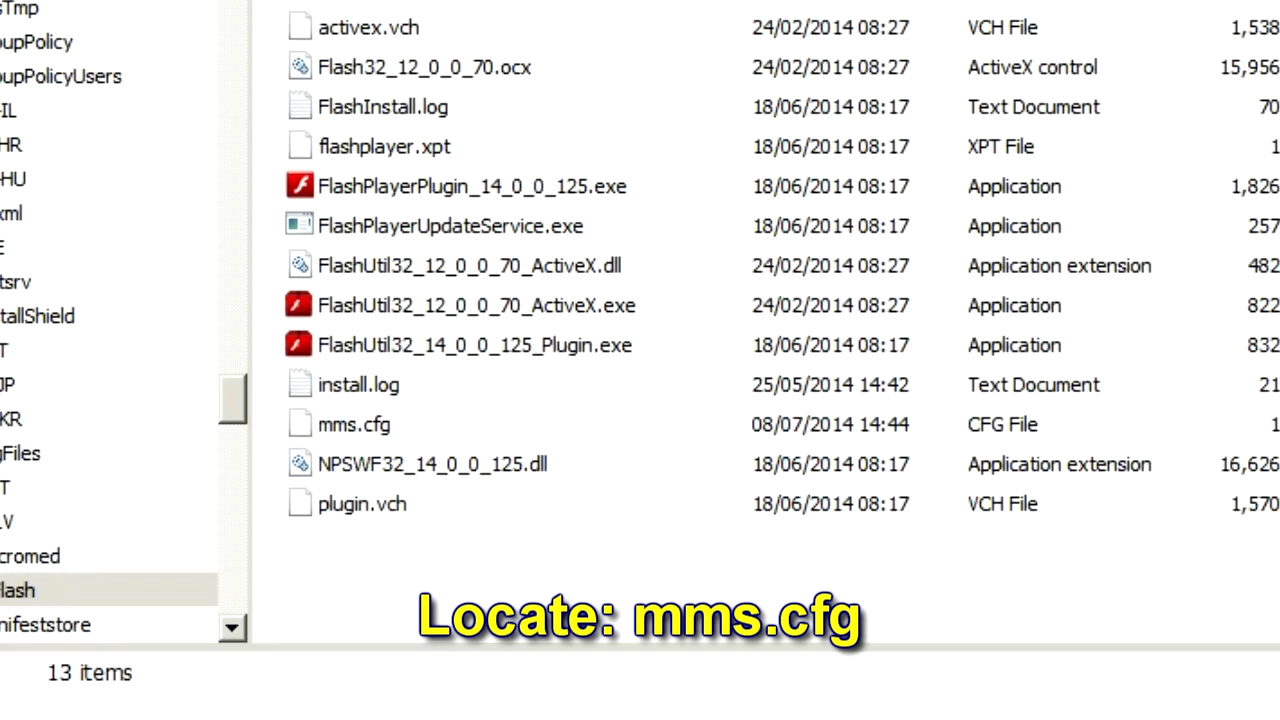 sTmp
oupPolicy
oupPolicyUsers
-IL
HR
HU
xml
E
tsrv
tallShield
T
JP
KR
gFiles
T
LV
cromed
lash
nifeststore
activex.vch 24/02/2014 08:27 VCH File 1,538
Flash32_12_0_0_70.ocx 24/02/2014 08:27 ActiveX control 15,956
FlashInstall.log 18/06/2014 08:17 Text Document 70
flashplayer.xpt 18/06/2014 08:17 XPT File 1
FlashPlayerPlugin_14_0_0_125.exe 18/06/2014 08:17 Application 1,826
FlashPlayerUpdateService.exe 18/06/2014 08:17 Application 257
FlashUtil32_12_0_0_70_ActiveX.dll 24/02/2014 08:27 Application extension 482
FlashUtil32_12_0_0_70_ActiveX.exe 24/02/2014 08:27 Application 822
FlashUtil32_14_0_0_125_Plugin.exe 18/06/2014 08:17 Application 832
install.log 25/05/2014 14:42 Text Document 21
mms.cfg 08/07/2014 14:44 CFG File 1
NPSWF32_14_0_0_125.dll 18/06/2014 08:17 Application extension 16,626
plugin.vch 18/06/2014 08:17 VCH File 1,570
Locate: mms.cfg
13 items